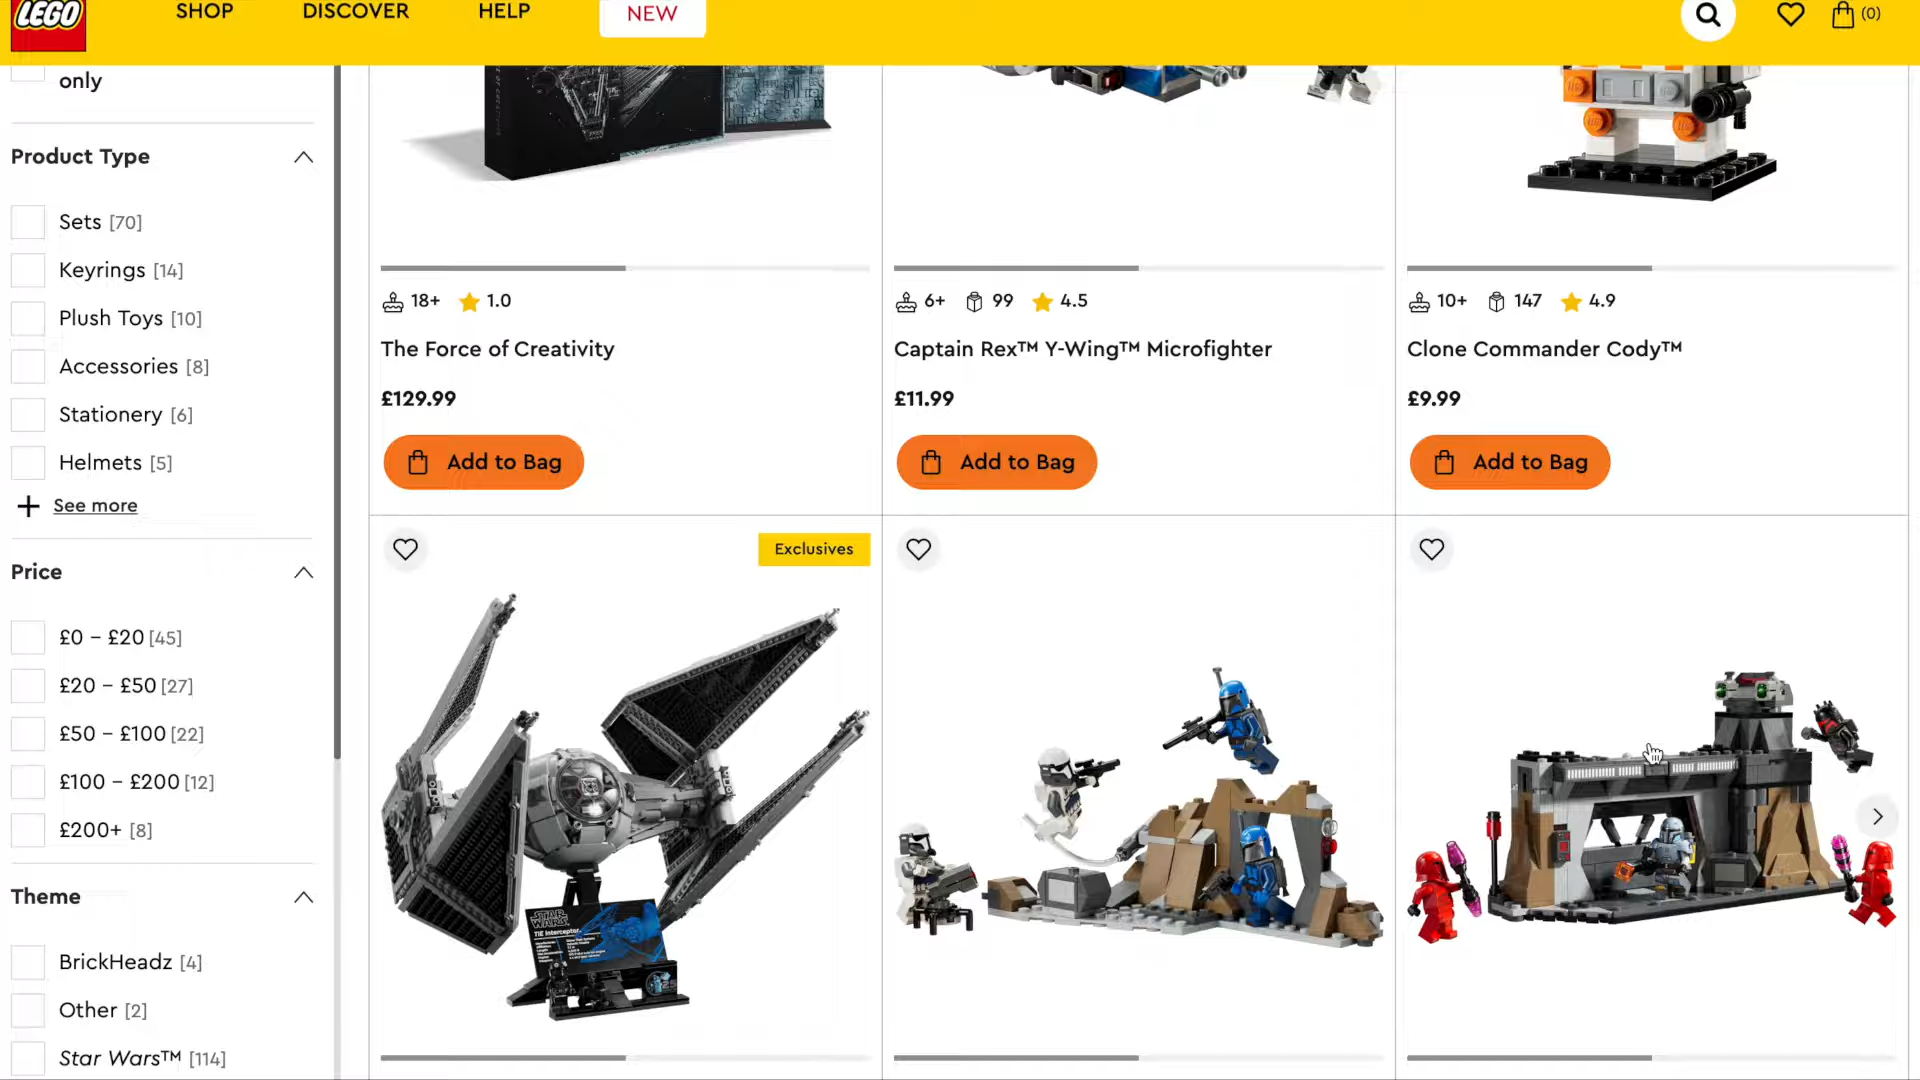 LEGO
SHOP
DISCOVER
HELP
NEW
(0)
only
Product Type
Sets [70]
Keyrings [14]
Plush Toys [10]
Accessories [8]
Stationery [6]
Helmets [5]
See more
Price
£0 – £20 [45]
£20 – £50 [27]
£50 – £100 [22]
£100 – £200 [12]
£200+ [8]
Theme
BrickHeadz [4]
Other [2]
Star Wars™ [114]
18+ 1.0
The Force of Creativity
£129.99
Add to Bag
6+ 99 4.5
Captain Rex™ Y-Wing™ Microfighter
£11.99
Add to Bag
10+ 147 4.9
Clone Commander Cody™
£9.99
Add to Bag
Exclusives
STAR WARS
TIE Interceptor